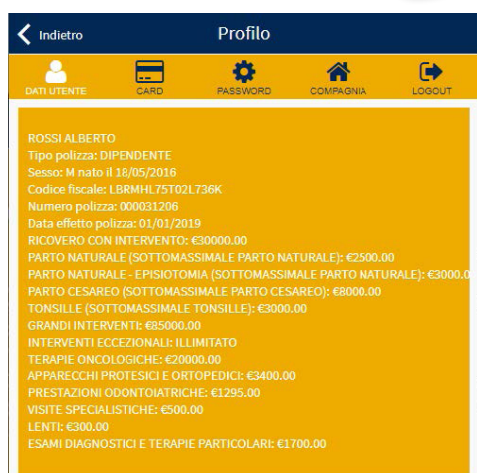 Indietro
Profilo
DATI UTENTE
CARD
PASSWORD
COMPAGNIA
LOGOUT
ROSSI ALBERTO
Tipo polizza: DIPENDENTE
Sesso: M nato il 18/05/2016
Codice fiscale: LBRMHL75T02L736K
Numero polizza: 000031206
Data effetto polizza: 01/01/2019
RICOVERO CON INTERVENTO: €30000.00
PARTO NATURALE (SOTTOMASSIMALE PARTO NATURALE): €2500.00
PARTO NATURALE - EPISIOTOMIA (SOTTOMASSIMALE PARTO NATURALE): €3000.0
PARTO CESAREO (SOTTOMASSIMALE PARTO CESAREO): €8000.00
TONSILLE (SOTTOMASSIMALE TONSILLE): €3000.00
GRANDI INTERVENTI: €85000.00
INTERVENTI ECCEZIONALI: ILLIMITATO
TERAPIE ONCOLOGICHE: €20000.00
APPARECCHI PROTESICI E ORTOPEDICI: €3400.00
PRESTAZIONI ODONTOIATRICHE: €1295.00
VISITE SPECIALISTICHE: €500.00
LENTI: €300.00
ESAMI DIAGNOSTICI E TERAPIE PARTICOLARI: €1700.00